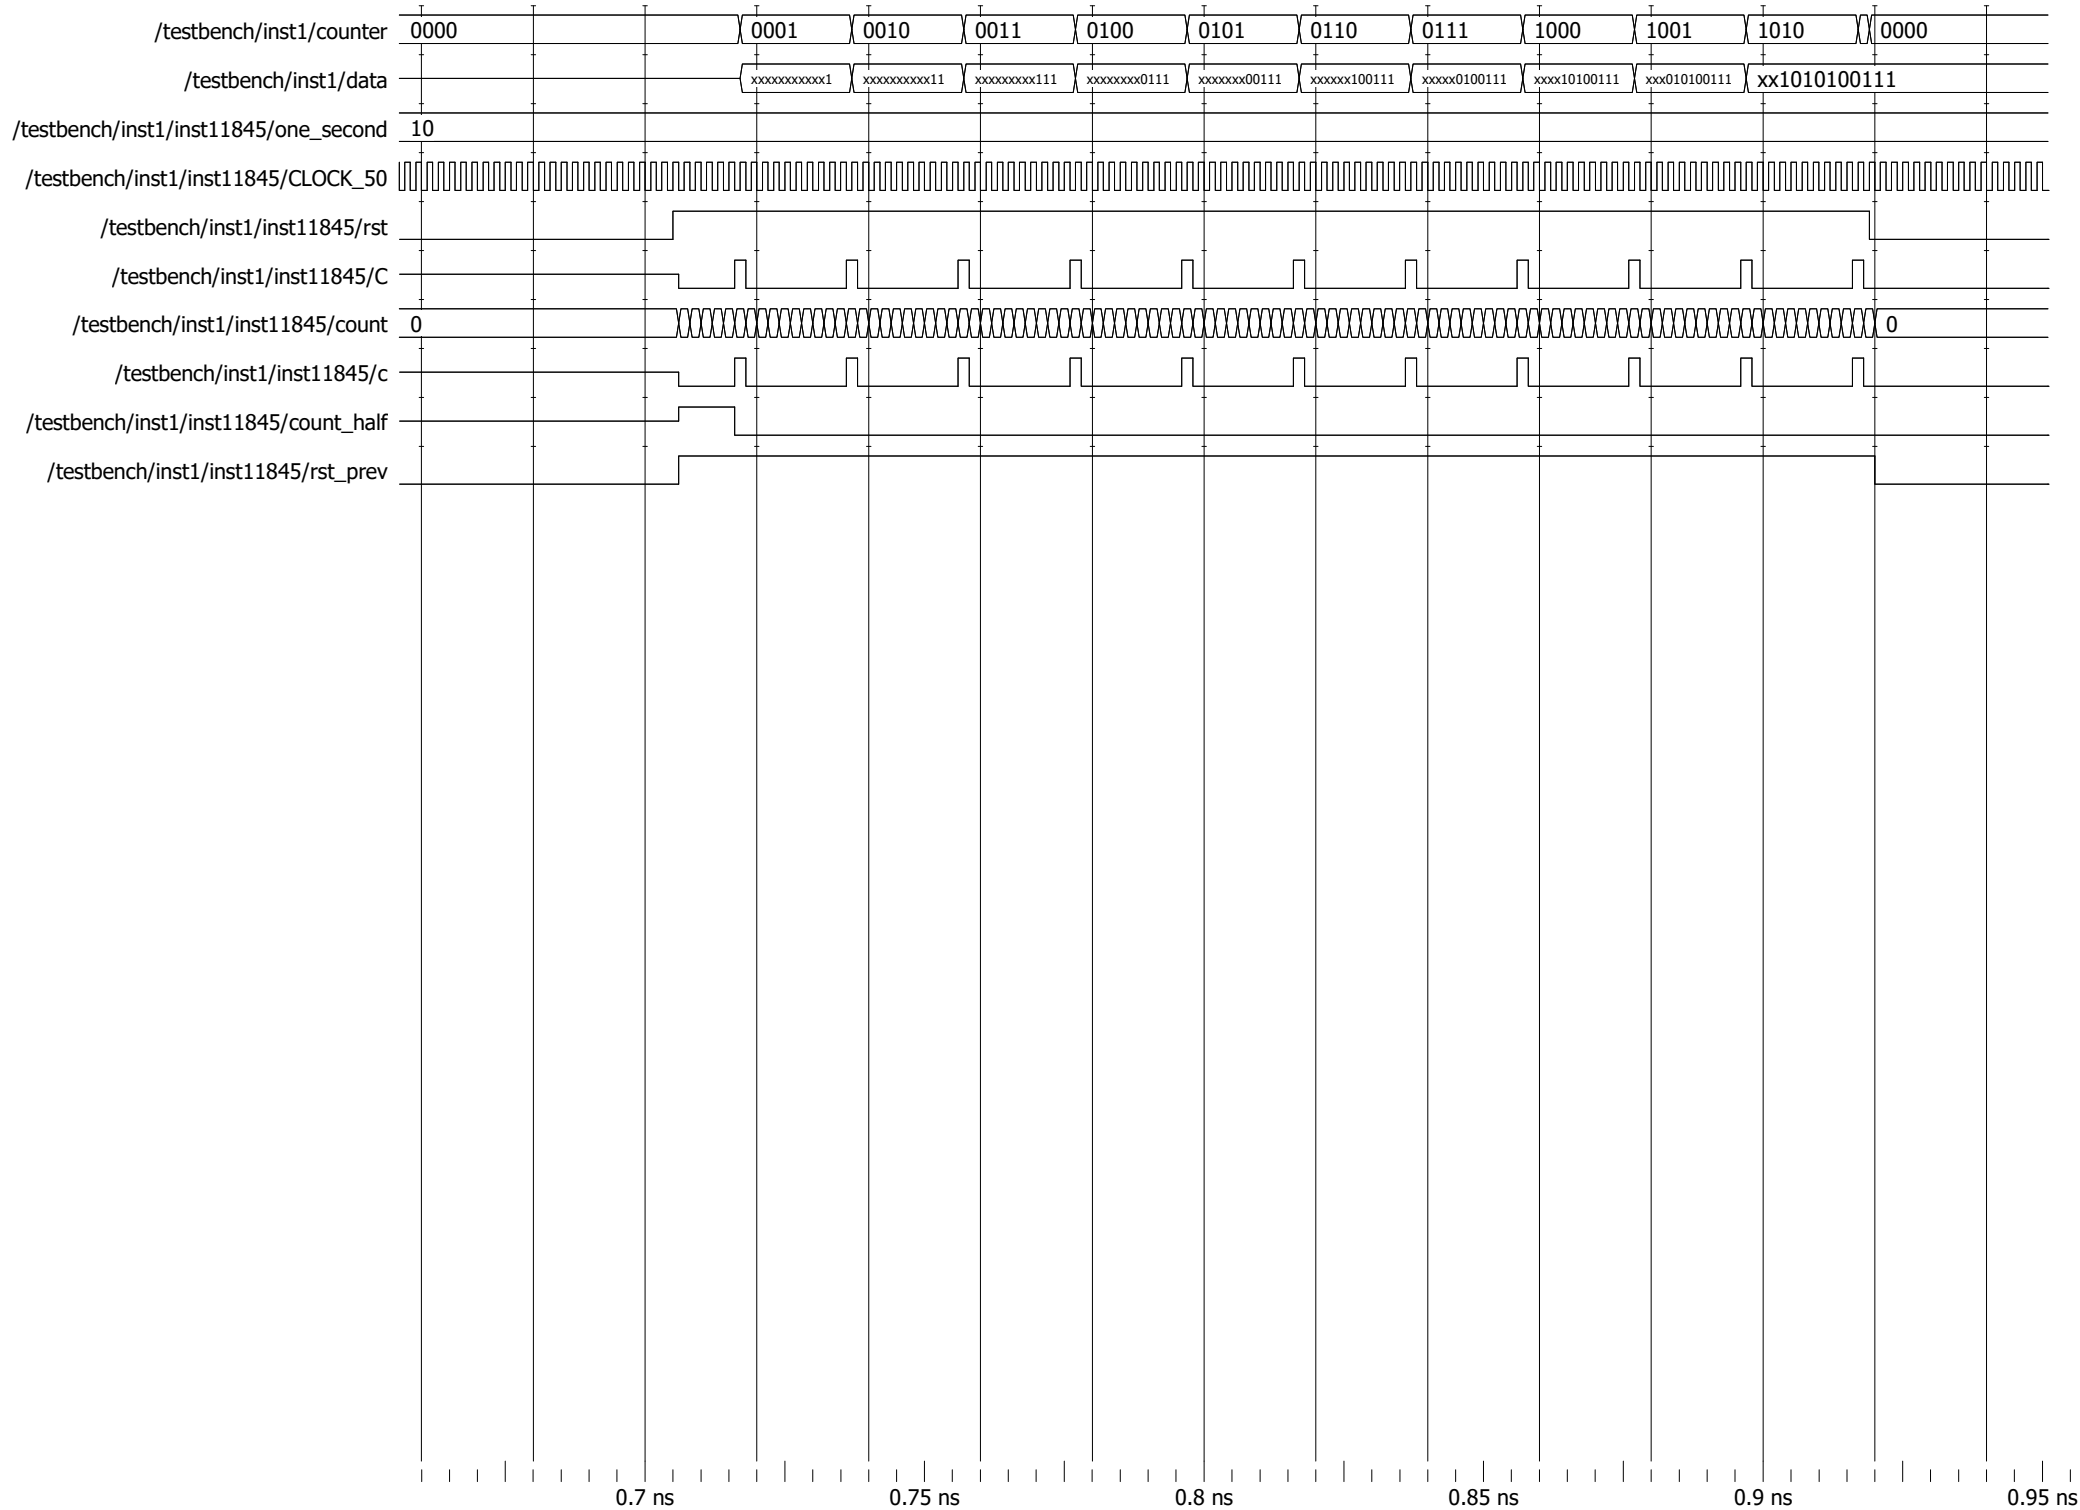 /testbench/inst1/counter 0000 0001 0010 0011 0100 0101 0110 0111 1000 1001 1010 0000
/testbench/inst1/data xxxxxxxxxxx1 xxxxxxxxxx11 xxxxxxxxx111 xxxxxxxx0111 xxxxxxx00111 xxxxxx100111 xxxxx0100111 xxxx10100111 xxx010100111 xx1010100111
/testbench/inst1/inst11845/one_second 10
/testbench/inst1/inst11845/CLOCK_50
/testbench/inst1/inst11845/rst
/testbench/inst1/inst11845/C
/testbench/inst1/inst11845/count 0 0
/testbench/inst1/inst11845/c
/testbench/inst1/inst11845/count_half
/testbench/inst1/inst11845/rst_prev
0.7 ns 0.75 ns 0.8 ns 0.85 ns 0.9 ns 0.95 ns